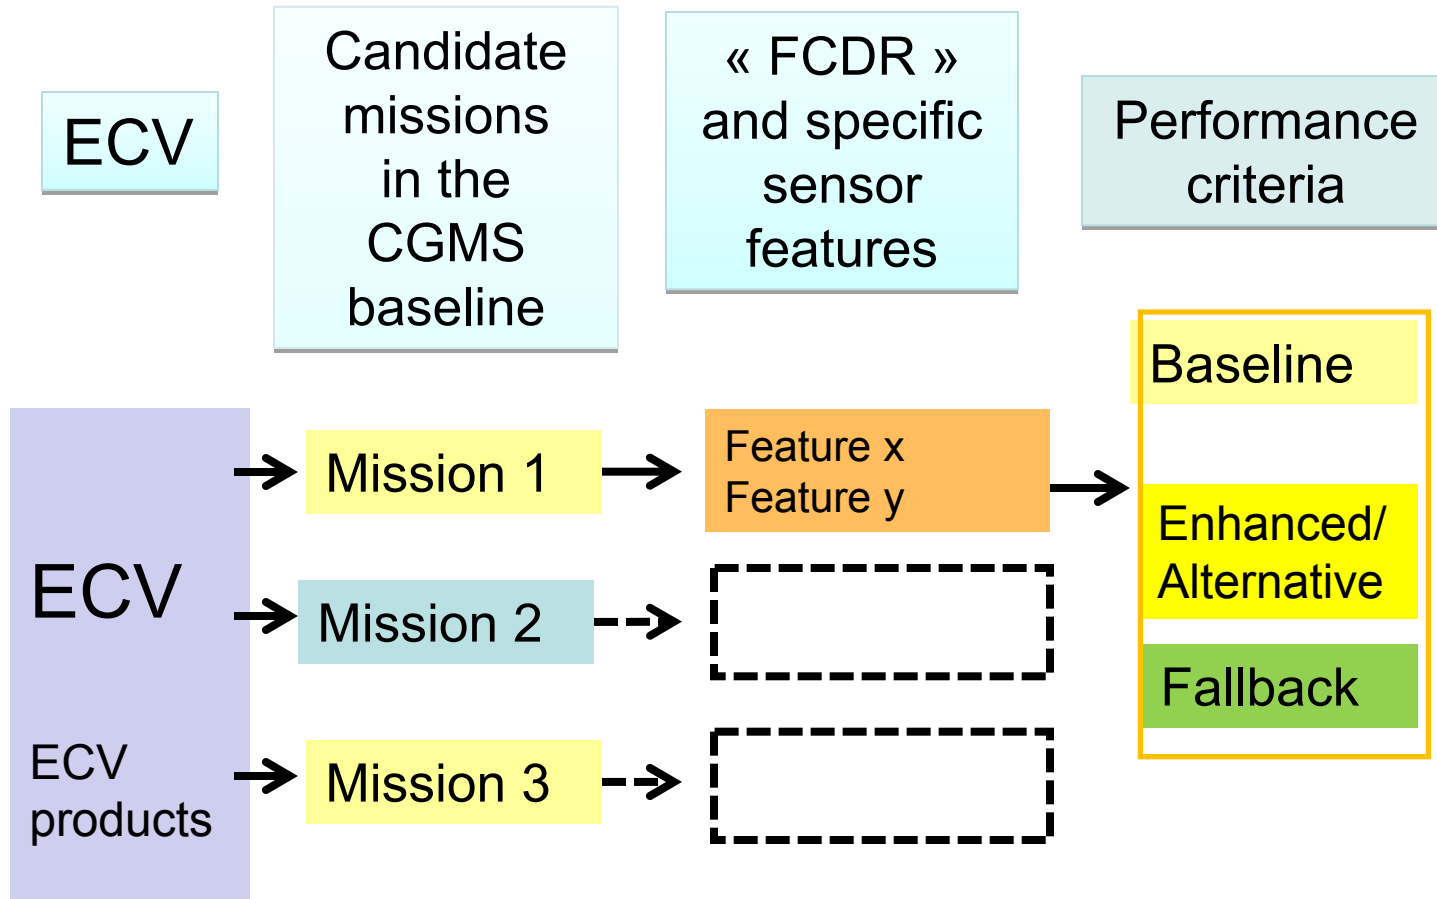 ECV
Candidate
missions
in the
CGMS
baseline
« FCDR »
and specific
sensor
features
Performance
criteria
ECV
ECV
products
Mission 1
Mission 2
Mission 3
Feature x
Feature y
Baseline
Enhanced/
Alternative
Fallback